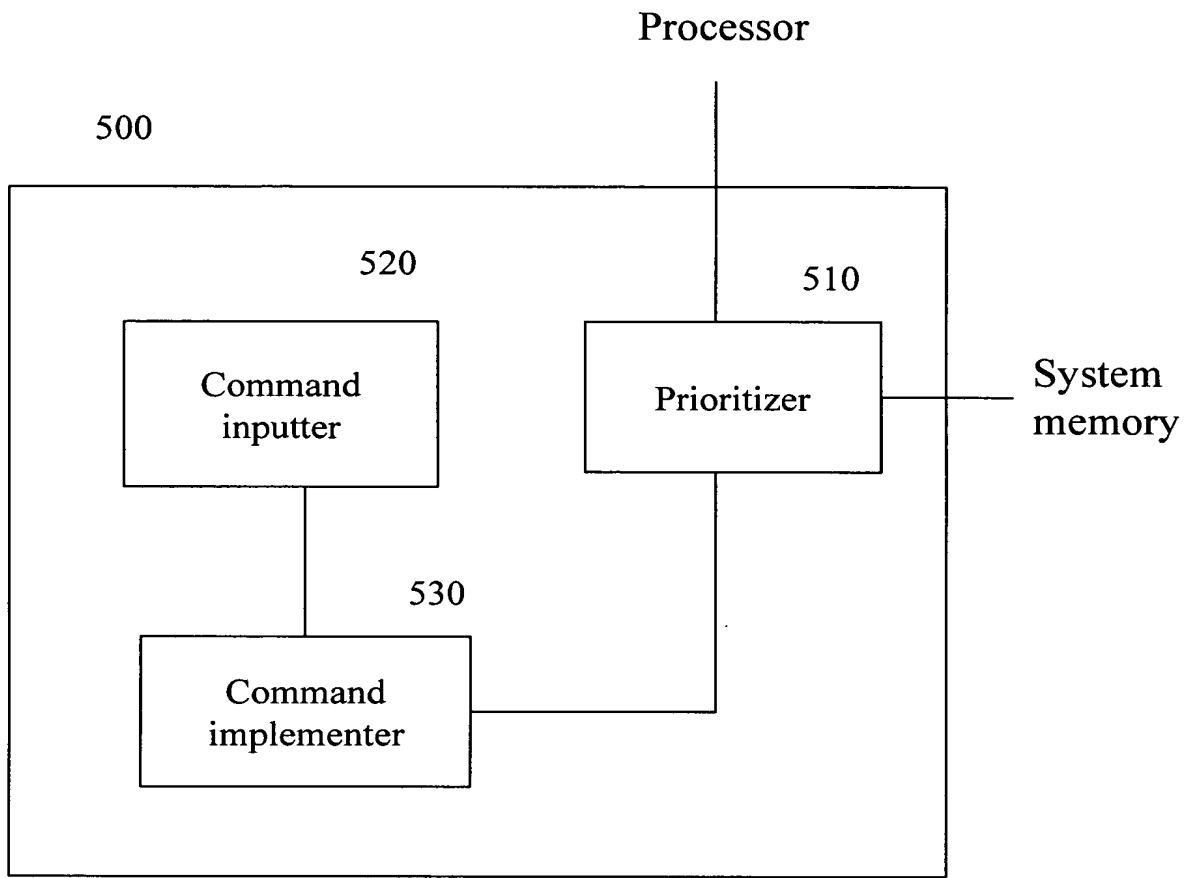 Processor
500
520
510
Command
inputter
Prioritizer
System
memory
530
Command
implementer